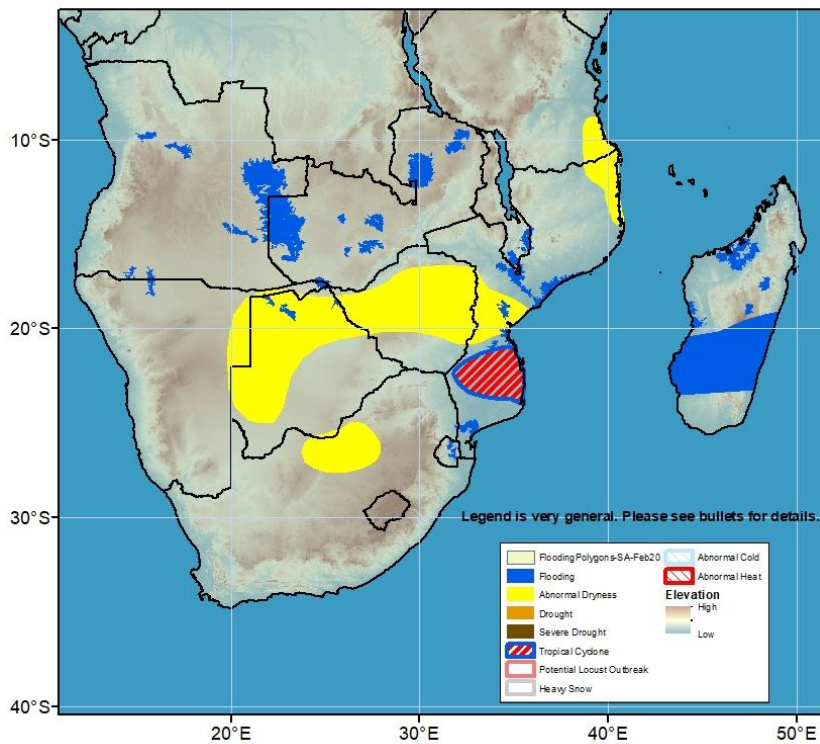 10°S
20°S
30°S
40°S
20°E
30°E
40°E
50°E
Legend is very general. Please see bullets for details.
FloodingPolygons-SA-Feb20
Flooding
Abnormal Dryness
Drought
Severe Drought
Tropical Cyclone
Potential Locust Outbreak
Heavy Snow
Abnormal Cold
Abnormal Heat
Elevation
High
Low